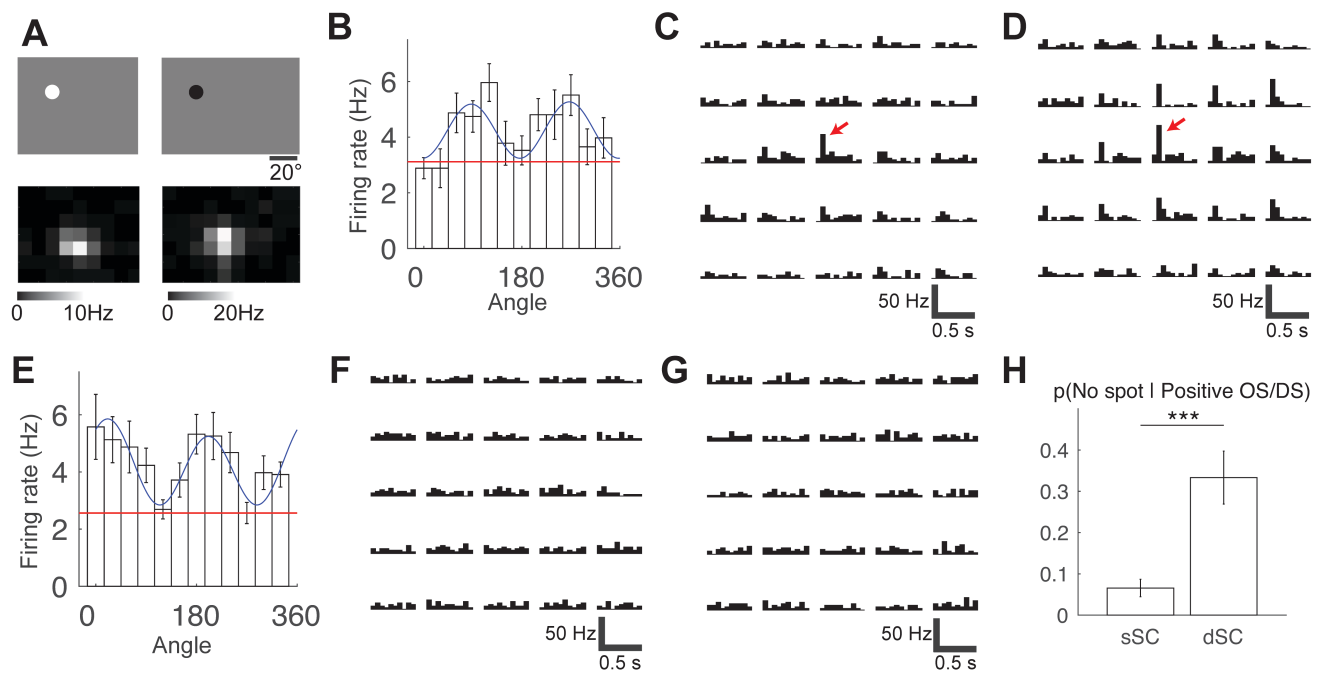 A
20°
0 10Hz
0 20Hz
B
Firing rate (Hz)
6
4
2
0
0 180 360
Angle
C
50 Hz
0.5 s
D
50 Hz
0.5 s
E
Firing rate (Hz)
6
4
2
0
0 180 360
Angle
F
50 Hz
0.5 s
G
50 Hz
0.5 s
H
p(No spot | Positive OS/DS)
***
0.4
0.3
0.2
0.1
0
sSC dSC